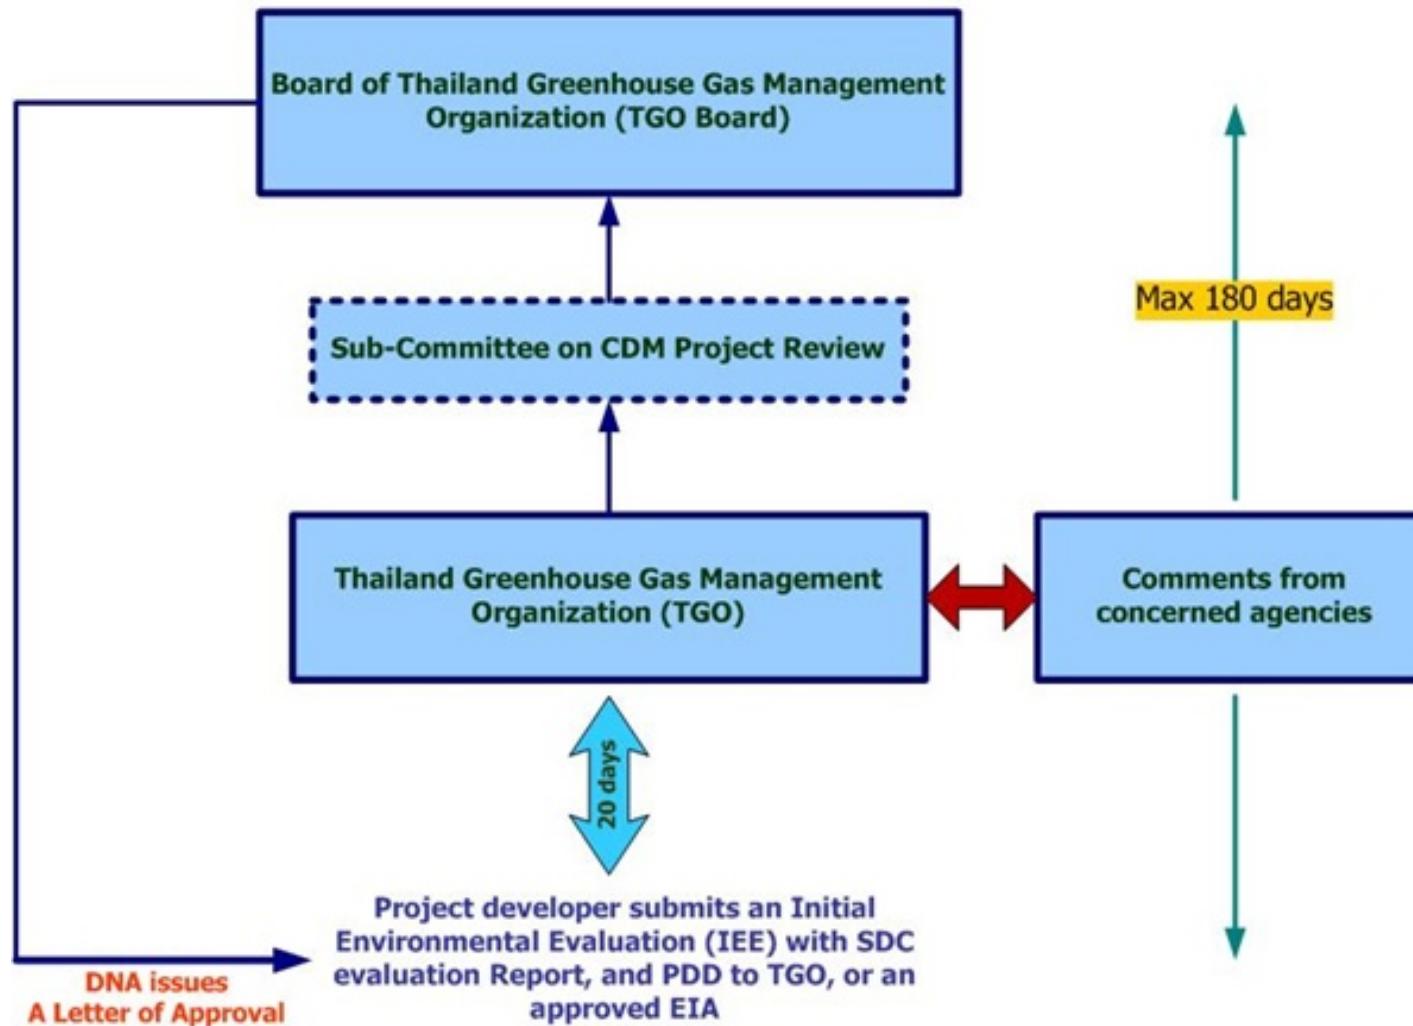 Board of Thailand Greenhouse Gas Management
Organization (TGO Board)
Max 180 days
Sub-Committee on CDM Project Review
Thailand Greenhouse Gas Management
Organization (TGO)
Comments from
concerned agencies
20 days
Project developer submits an Initial
Environmental Evaluation (IEE) with SDC
evaluation Report, and PDD to TGO, or an
approved EIA
DNA issues
A Letter of Approval